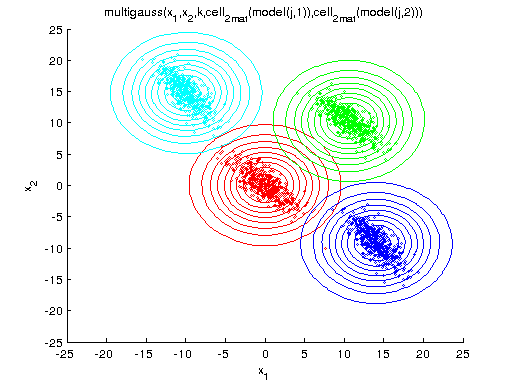 multigauss(x1,x2,k,cell2mat(model(j,1)),cell2mat(model(j,2)))
25
20
15
10
5
0
-5
-10
-15
-20
-25
x2
-25 -20 -15 -10 -5 0 5 10 15 20 25
x1